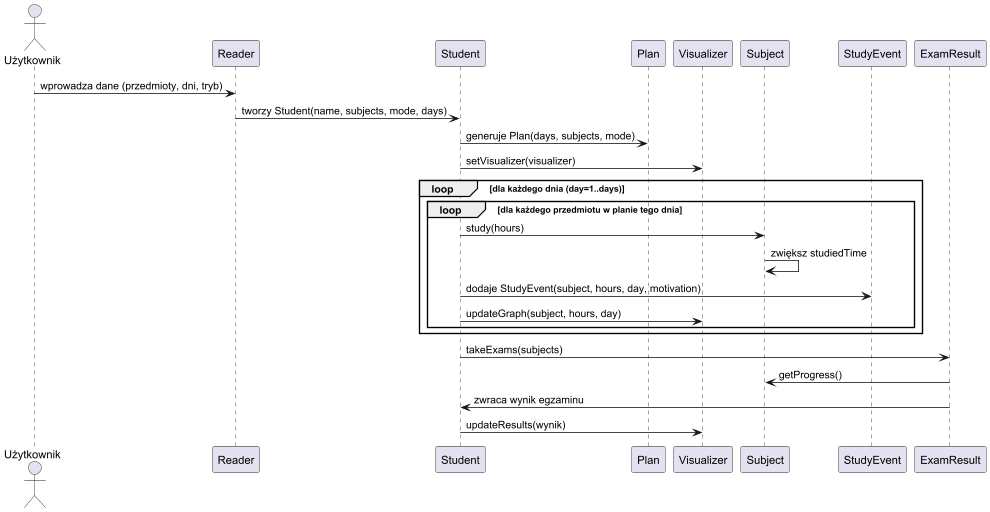 Użytkownik
Reader
Student
Plan
Visualizer
Subject
StudyEvent
ExamResult
wprowadza dane (przedmioty, dni, tryb)
tworzy Student(name, subjects, mode, days)
generuje Plan(days, subjects, mode)
setVisualizer(visualizer)
loop [dla każdego dnia (day=1..days)]
loop [dla każdego przedmiotu w planie tego dnia]
study(hours)
zwiększ studiedTime
dodaje StudyEvent(subject, hours, day, motivation)
updateGraph(subject, hours, day)
takeExams(subjects)
getProgress()
zwraca wynik egzaminu
updateResults(wynik)
Użytkownik
Reader
Student
Plan
Visualizer
Subject
StudyEvent
ExamResult